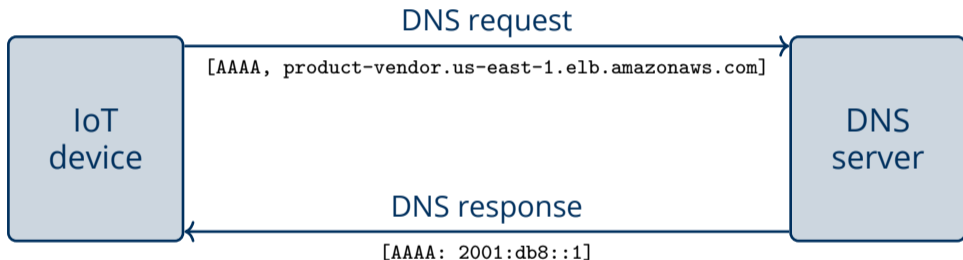 DNS request
[AAAA, product-vendor.us-east-1.elb.amazonaws.com]
IoT
device
DNS
server
DNS response
[AAAA: 2001:db8::1]